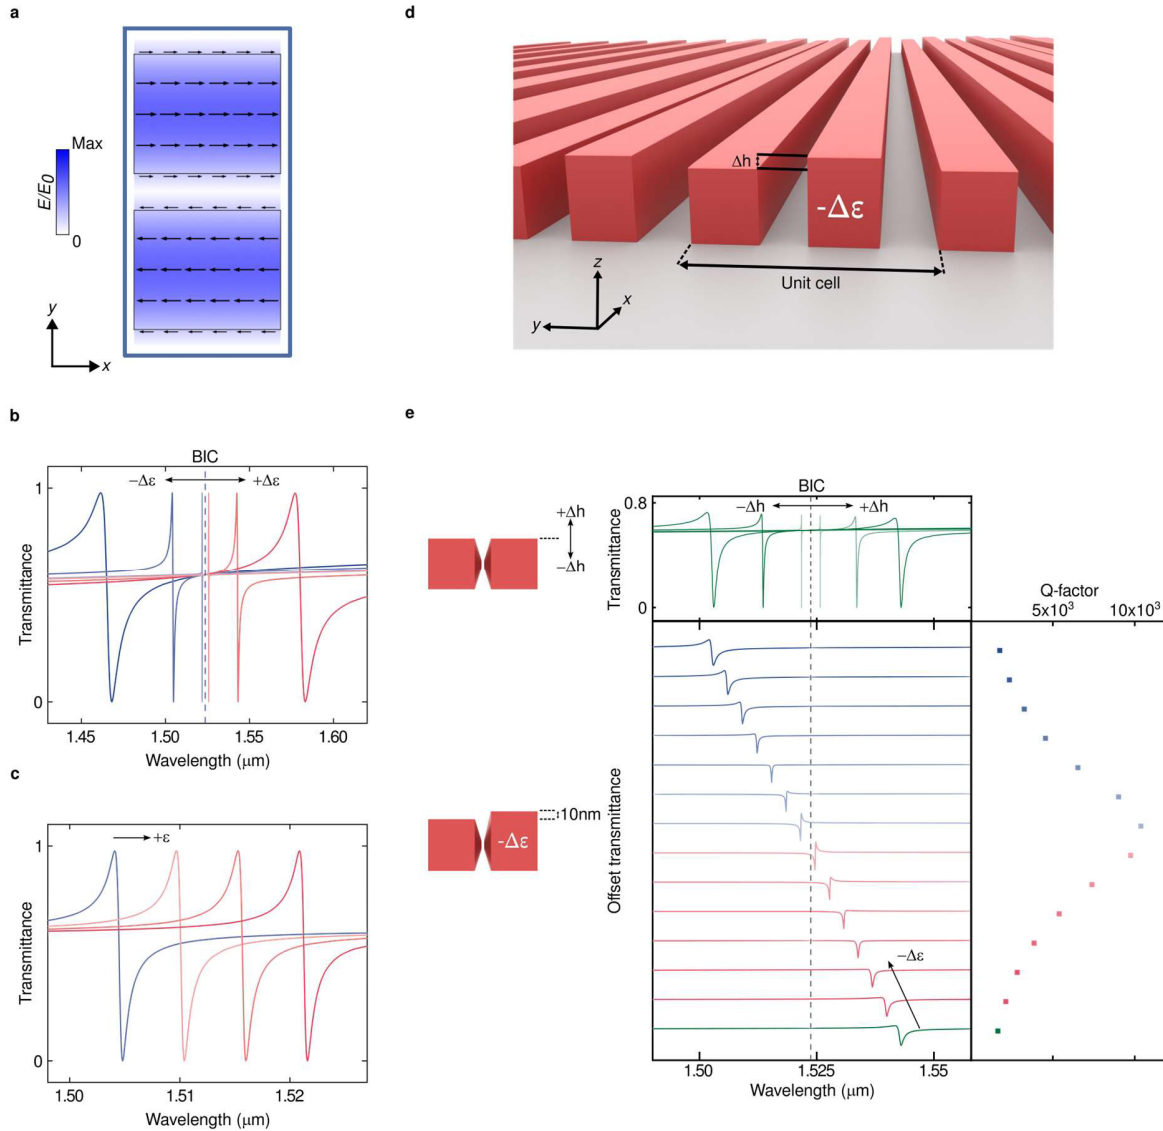 a
Max
E/E0
0
y
x
d
Δh
-Δε
Unit cell
z
x
y
b
BIC
−Δε
+Δε
1
Transmittance
0
1.45
1.50
1.55
1.60
Wavelength (μm)
c
+ε
1
Transmittance
0
1.50
1.51
1.52
Wavelength (μm)
e
+Δh
−Δh
BIC
0.8
−Δh
+Δh
Transmittance
0
Q-factor
5x10³
10x10³
10nm
-Δε
Offset transmittance
−Δε
1.50
1.525
1.55
Wavelength (μm)